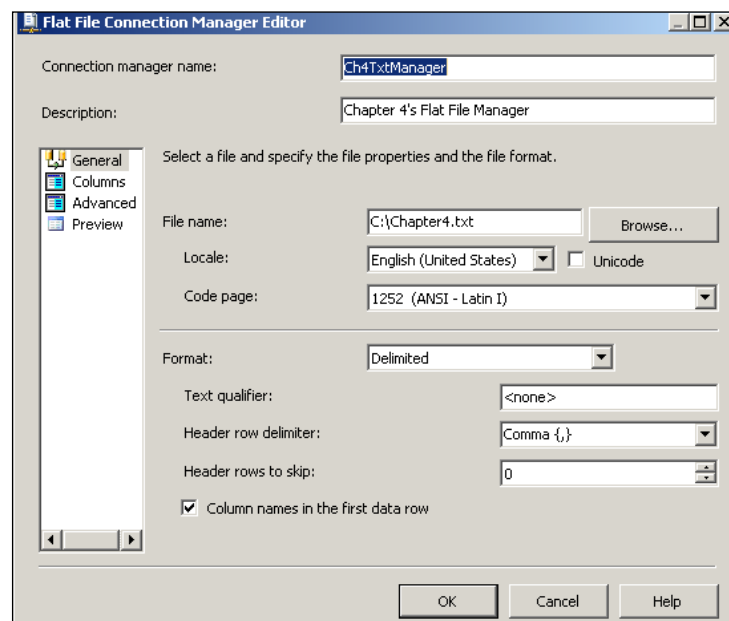 Flat File Connection Manager Editor
Connection manager name: Ch4TxtManager
Description: Chapter 4's Flat File Manager
General
Columns
Advanced
Preview
Select a file and specify the file properties and the file format.
File name: C:\Chapter4.txt Browse...
Locale: English (United States) Unicode
Code page: 1252 (ANSI - Latin I)
Format: Delimited
Text qualifier: <none>
Header row delimiter: Comma {,}
Header rows to skip: 0
Column names in the first data row
OK Cancel Help